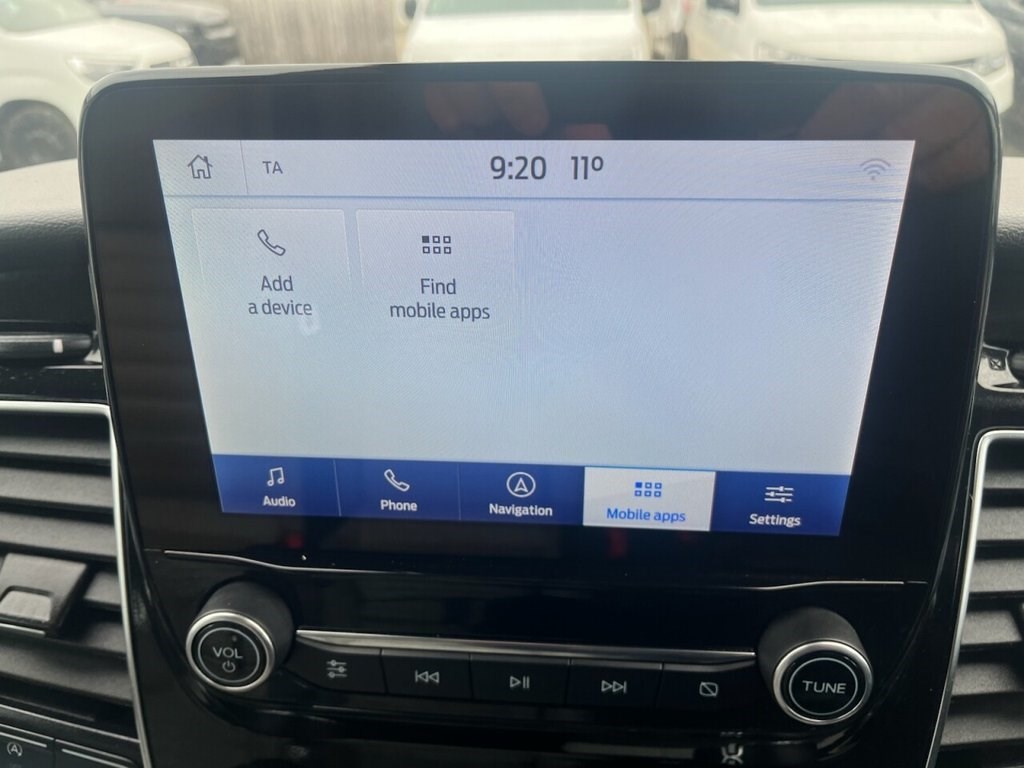 TA
9:20 11º
Add
a device
Find
mobile apps
Audio
Phone
Navigation
Mobile apps
Settings
VOL
TUNE
A